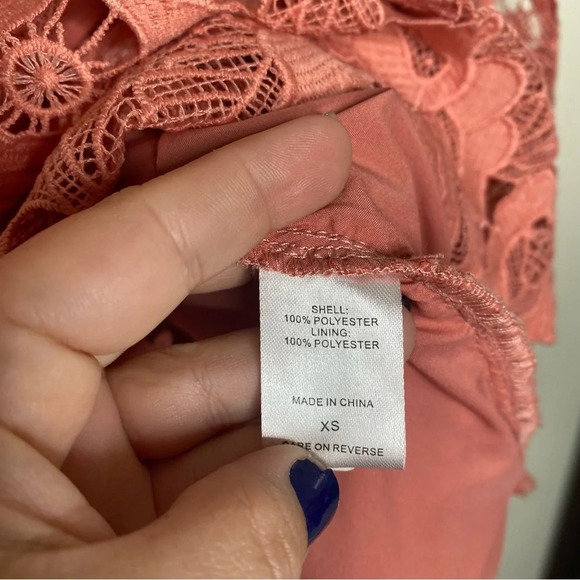 SHELL:
100% POLYESTER
LINING:
100% POLYESTER
MADE IN CHINA
XS
CARE ON REVERSE